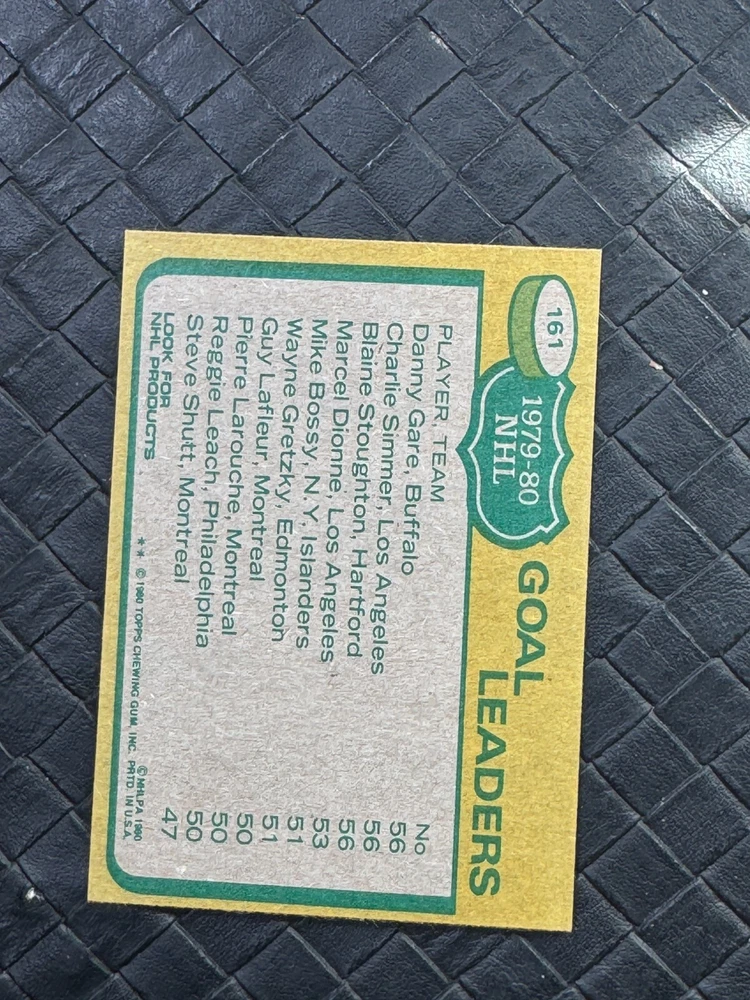 161
1979-80
NHL
GOAL
LEADERS
PLAYER, TEAM No
Danny Gare, Buffalo 56
Charlie Simmer, Los Angeles 56
Blaine Stoughton, Hartford 56
Marcel Dionne, Los Angeles 53
Mike Bossy, N.Y. Islanders 51
Wayne Gretzky, Edmonton 51
Guy Lafleur, Montreal 50
Pierre Larouche, Montreal 50
Reggie Leach, Philadelphia 50
Steve Shutt, Montreal 47
LOOK FOR
NHL PRODUCTS
© NHLPA 1980
** © 1980 TOPPS CHEWING GUM, INC. PRTD. IN U.S.A.